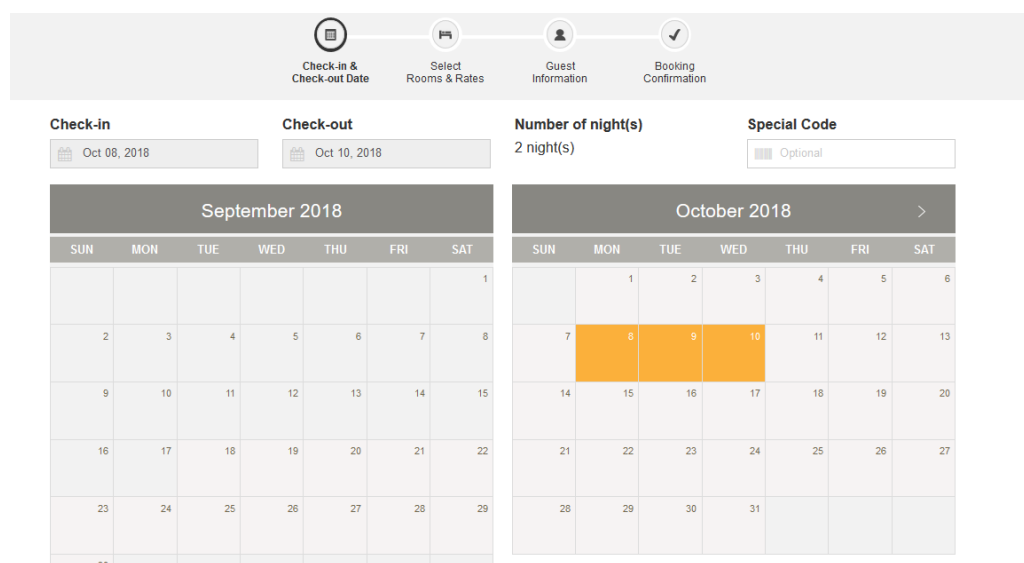 Check-in &
Check-out Date
Select
Rooms & Rates
Guest
Information
Booking
Confirmation
Check-in
Check-out
Number of night(s)
Special Code
Oct 08, 2018
Oct 10, 2018
2 night(s)
Optional
September 2018
SUN MON TUE WED THU FRI SAT
1
2 3 4 5 6 7 8
9 10 11 12 13 14 15
16 17 18 19 20 21 22
23 24 25 26 27 28 29
October 2018 >
SUN MON TUE WED THU FRI SAT
1 2 3 4 5 6
7 8 9 10 11 12 13
14 15 16 17 18 19 20
21 22 23 24 25 26 27
28 29 30 31